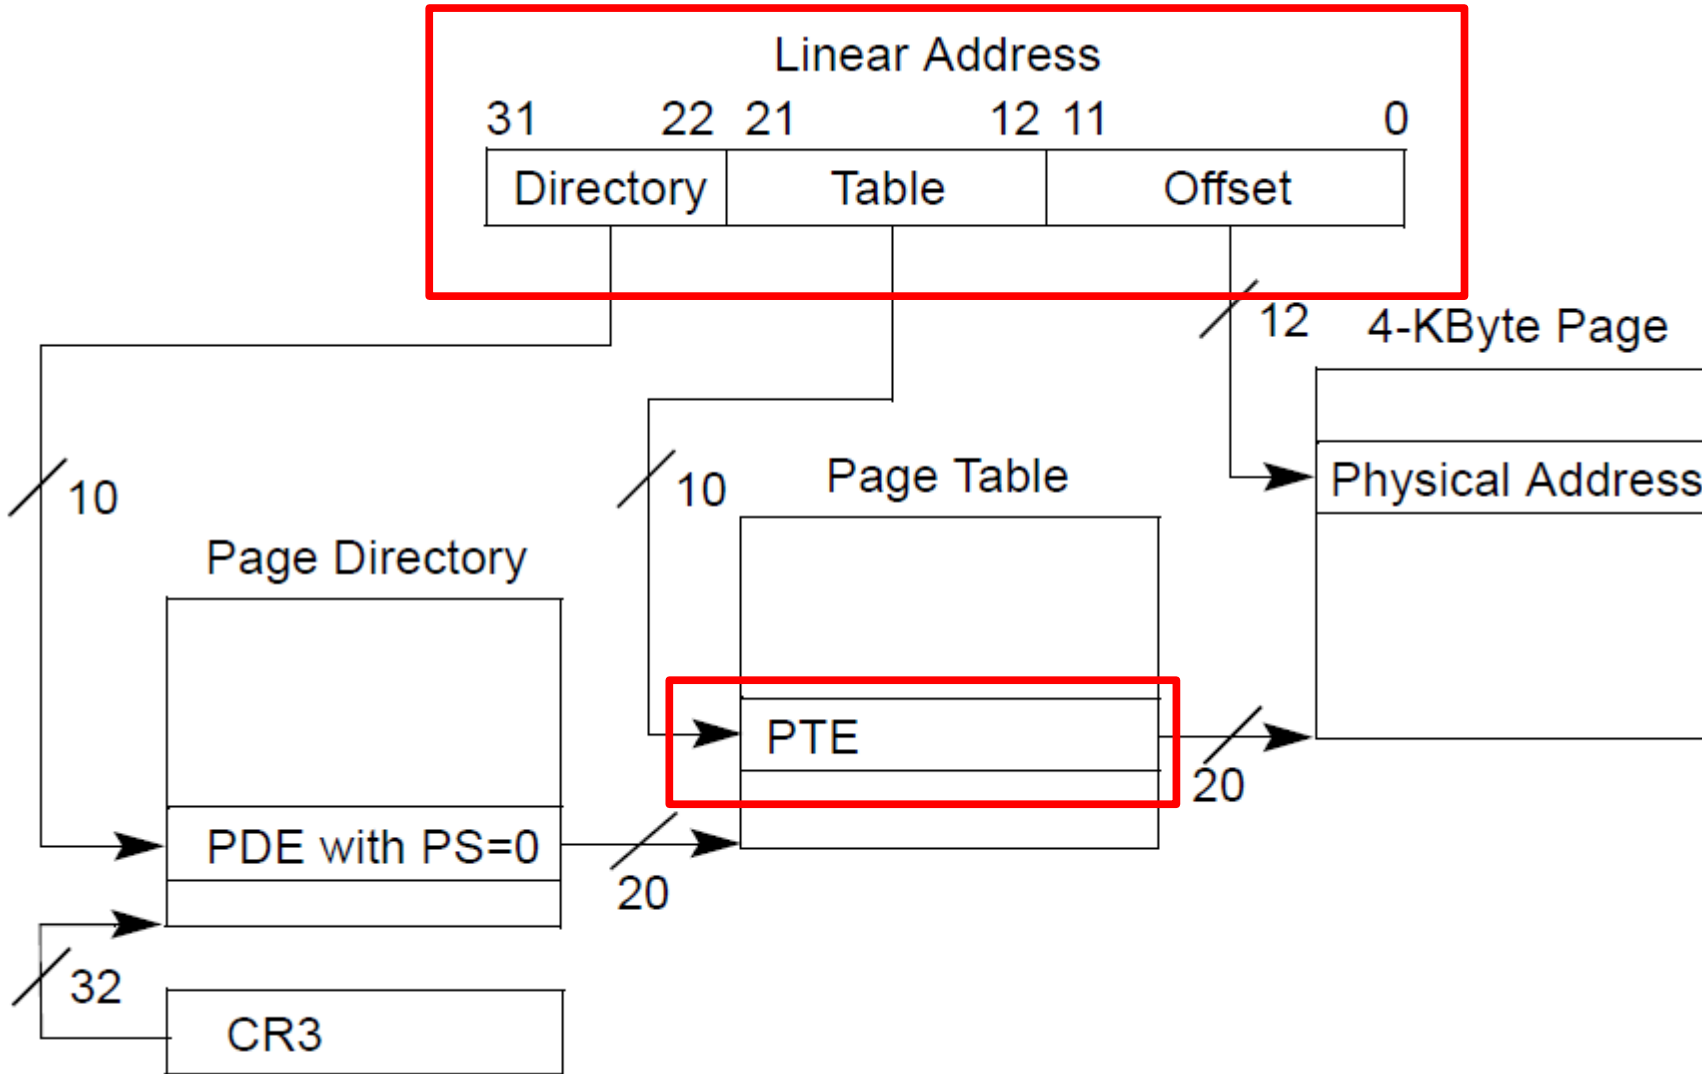 Linear Address
31 22 21 12 11 0
Directory Table Offset
12
4-KByte Page
10
10
Page Table
Physical Address
Page Directory
PTE
20
PDE with PS=0
20
32
CR3